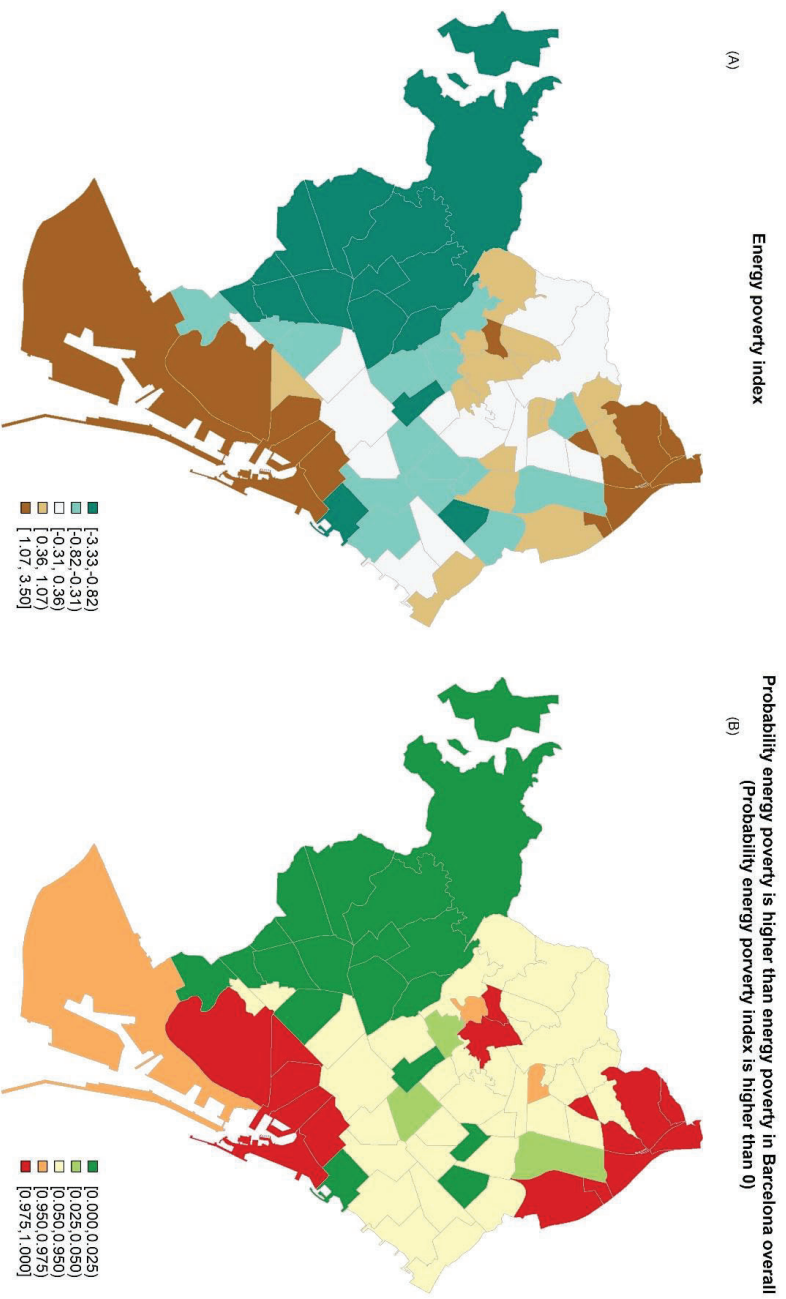 Energy poverty index
(A)
[-3.33,-0.82)
[-0.82,-0.31)
[-0.31, 0.36)
[0.36, 1.07)
[1.07, 3.50]
Probability energy poverty is higher than energy poverty in Barcelona overall
(Probability energy porverty index is higher than 0)
(B)
[0.000,0.025)
[0.025,0.050)
[0.050,0.950)
[0.950,0.975)
[0.975,1.000]